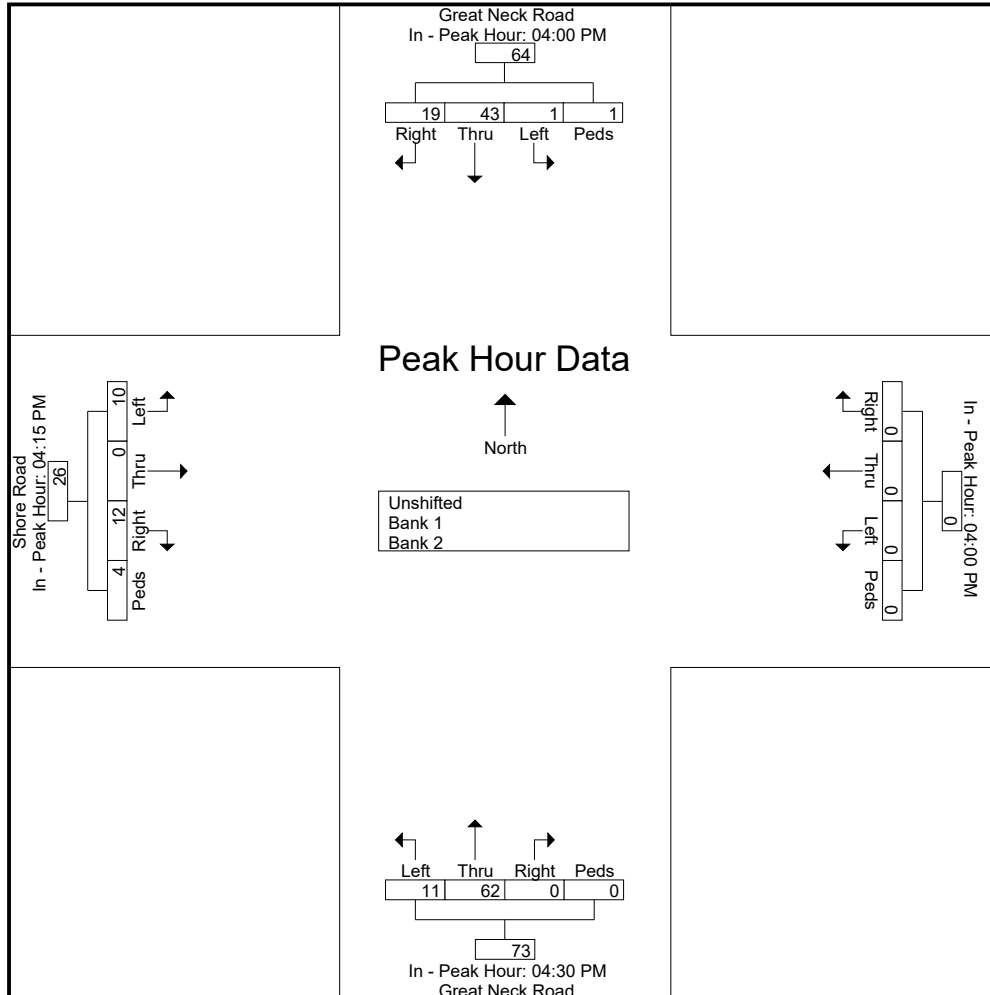 Great Neck Road
In - Peak Hour: 04:00 PM
64
19 43 1 1
Right Thru Left Peds
Peak Hour Data
North
Unshifted
Bank 1
Bank 2
Shore Road
In - Peak Hour: 04:15 PM
26
10 0 12 4
Left Thru Right Peds
In - Peak Hour: 04:00 PM
0
0 0 0 0
Right Thru Left Peds
Left Thru Right Peds
11 62 0 0
73
In - Peak Hour: 04:30 PM
Great Neck Road